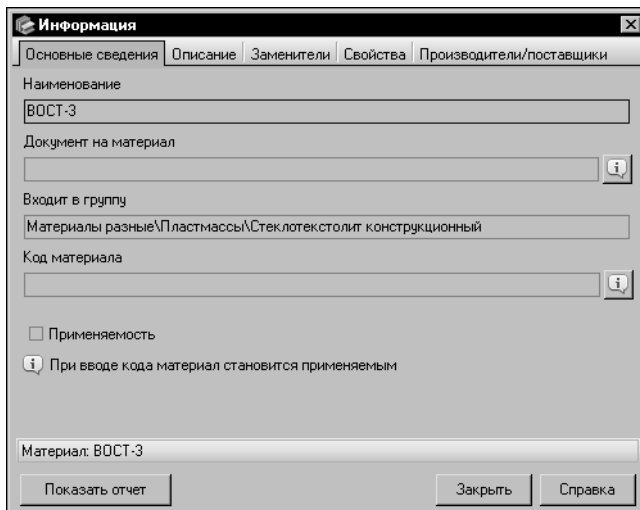 Информация
Основные сведения Описание Заменители Свойства Производители/поставщики
Наименование
ВОСТ-3
Документ на материал
Входит в группу
Материалы разные\Пластмассы\Стеклотекстолит конструкционный
Код материала
Применяемость
При вводе кода материал становится применяемым
Материал: ВОСТ-3
Показать отчет Закрыть Справка